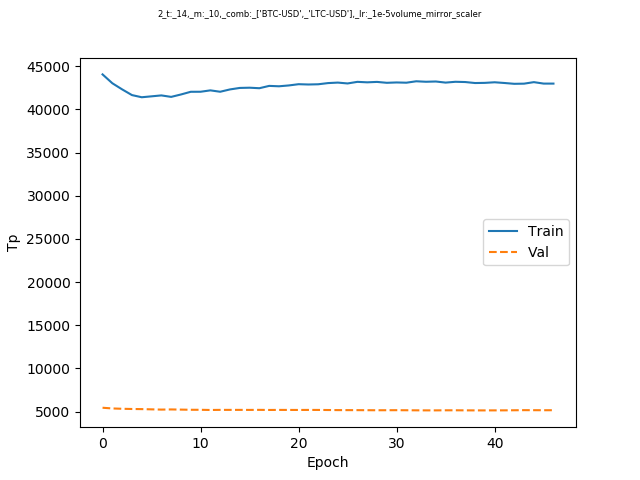 2_t:_14,_m:_10,_comb:_['BTC-USD',_'LTC-USD'],_lr:_1e-5volume_mirror_scaler
45000
40000
35000
30000
25000
20000
15000
10000
5000
Tp
Train
Val
0 10 20 30 40
Epoch